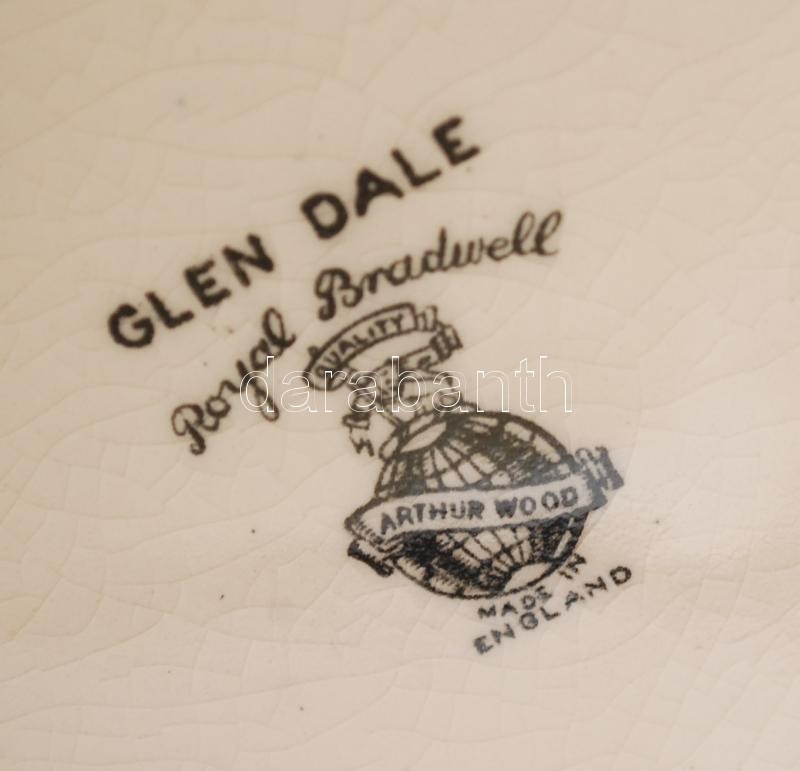 GLEN DALE
Royal Bradwell
QUALITY
darabanth
ARTHUR WOOD
MADE IN
ENGLAND